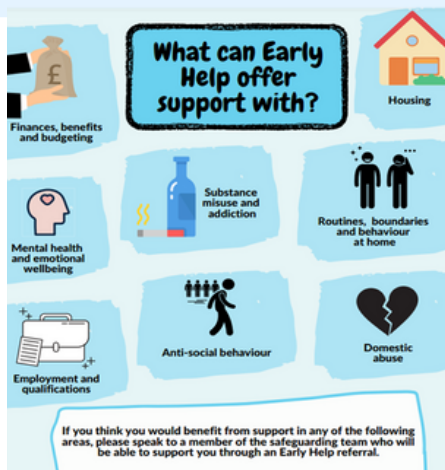 What can Early
Help offer
support with?
£
Finances, benefits
and budgeting
Housing
Substance
misuse and
addiction
Routines, boundaries
and behaviour
at home
Mental health
and emotional
wellbeing
Anti-social behaviour
Domestic
abuse
Employment and
qualifications
If you think you would benefit from support in any of the following
areas, please speak to a member of the safeguarding team who will
be able to support you through an Early Help referral.